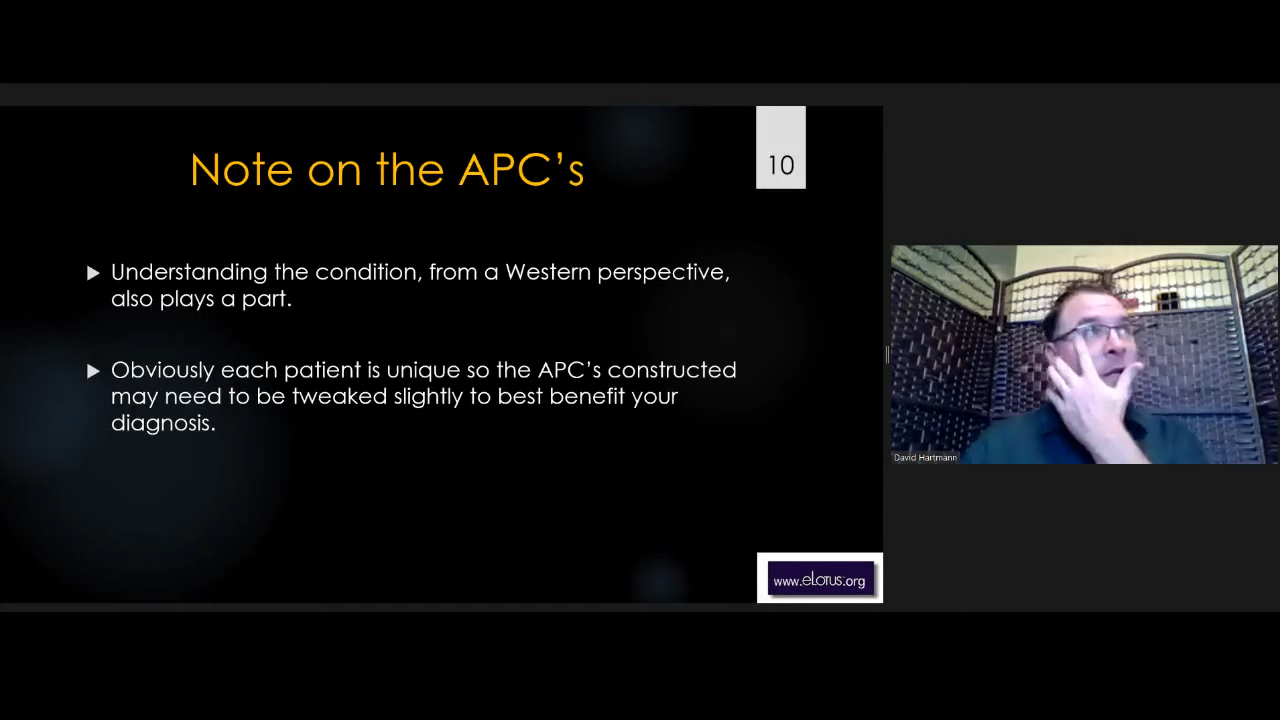 Note on the APC's
10
Understanding the condition, from a Western perspective,
also plays a part.
Obviously each patient is unique so the APC's constructed
may need to be tweaked slightly to best benefit your
diagnosis.
David Hartmann
www.eLotus.org